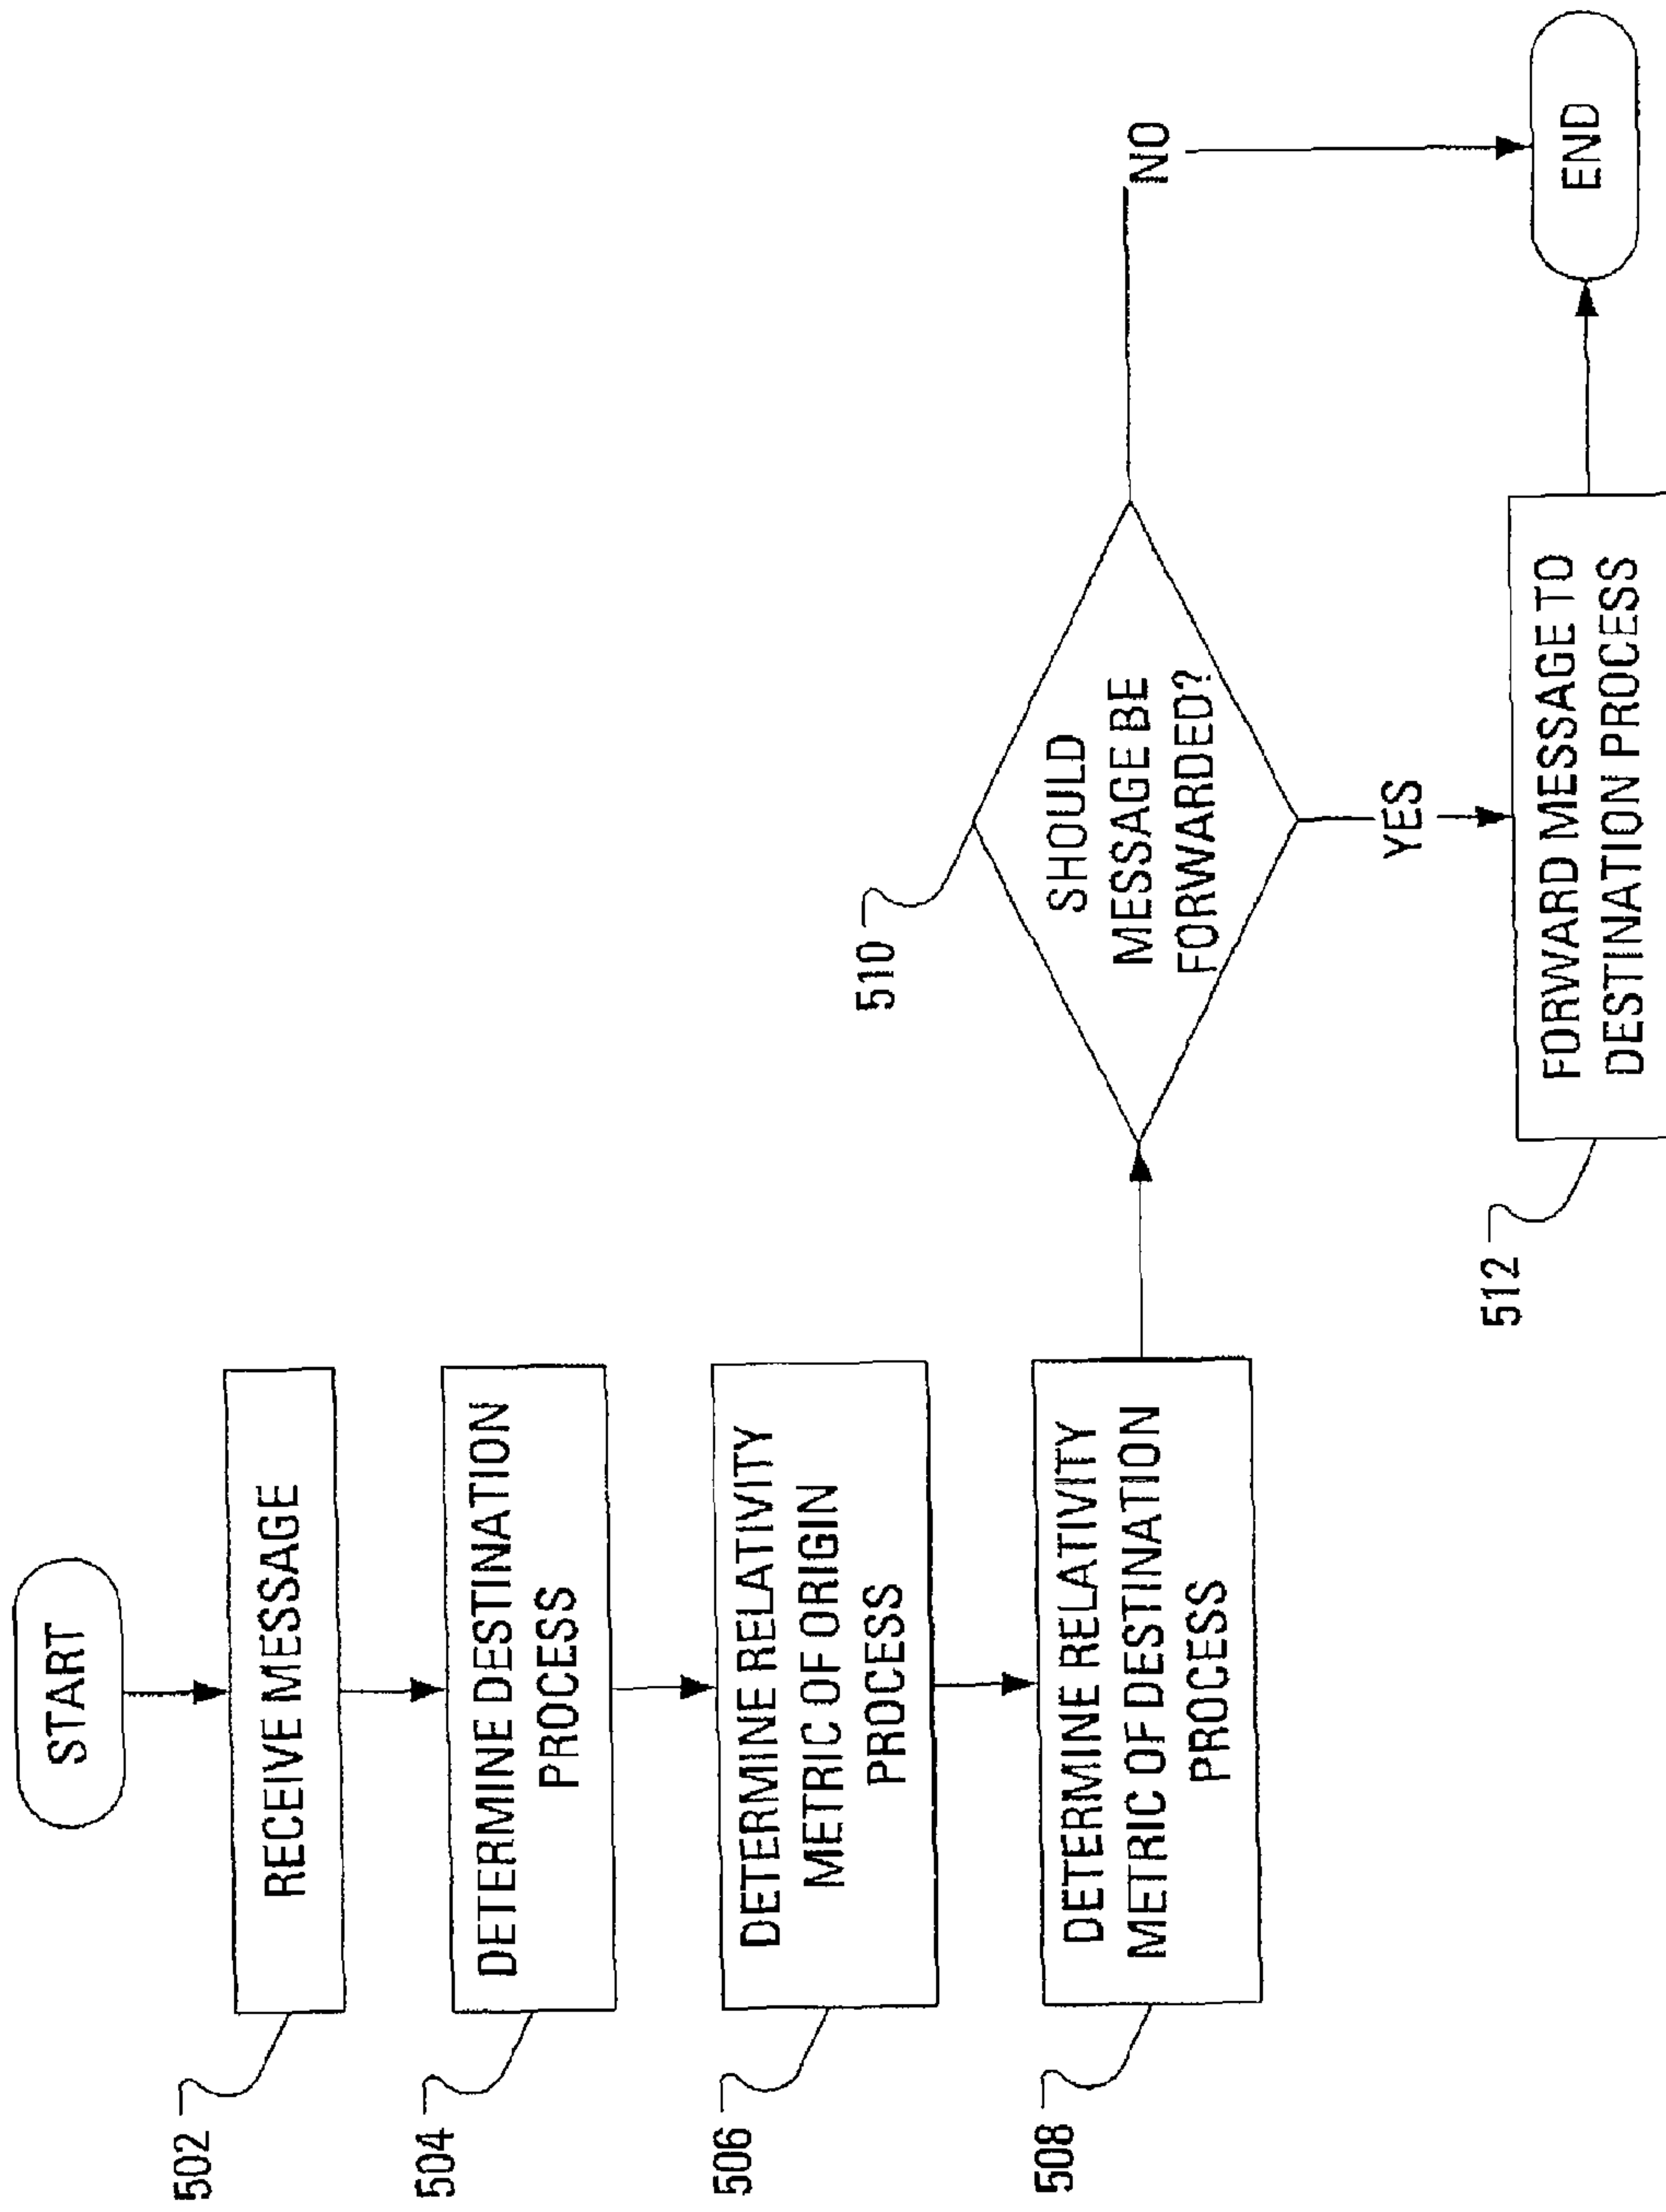 START
502
RECEIVE MESSAGE
504
DETERMINE DESTINATION
PROCESS
506
DETERMINE RELATIVITY
METRIC OF ORIGIN
PROCESS
508
DETERMINE RELATIVITY
METRIC OF DESTINATION
PROCESS
510
SHOULD
MESSAGE BE
FORWARDED?
NO
YES
512
FORWARD MESSAGE TO
DESTINATION PROCESS
END